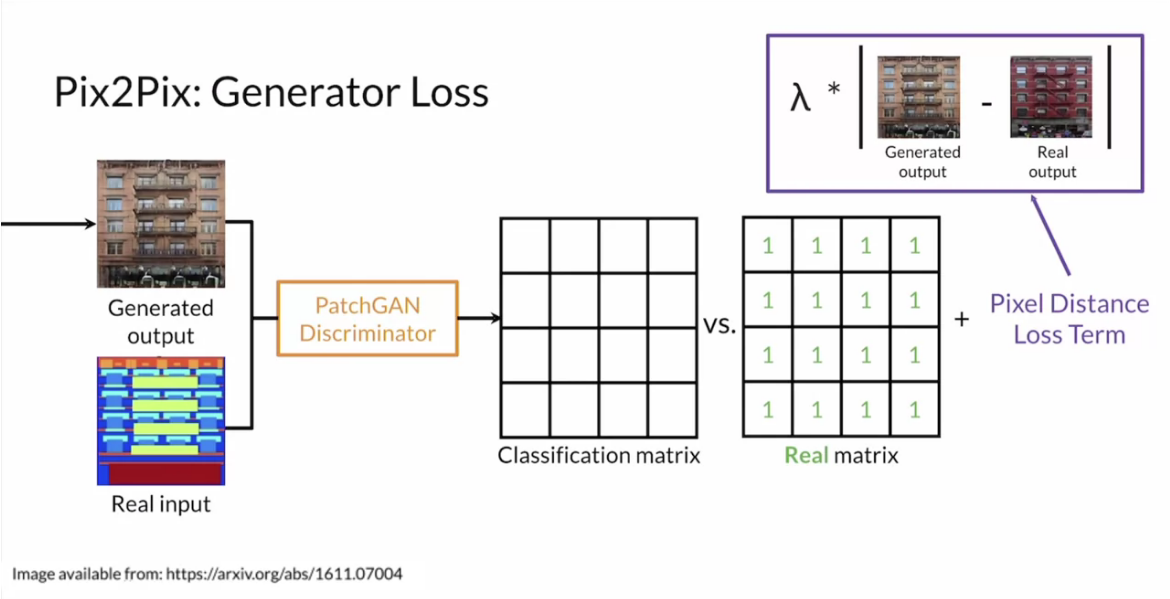 Pix2Pix: Generator Loss
λ * | - |
Generated
output
Real
output
Generated
output
PatchGAN
Discriminator
Real input
Classification matrix
vs.
1 1 1 1
1 1 1 1
1 1 1 1
1 1 1 1
Real matrix
+
Pixel Distance
Loss Term
Image available from: https://arxiv.org/abs/1611.07004